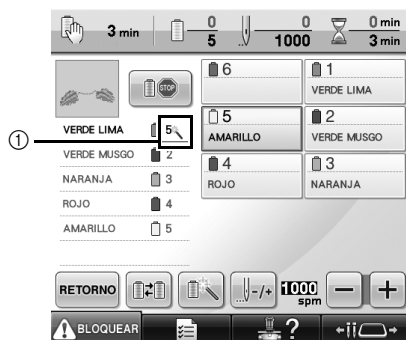 3 min
0
5
0
1000
0 min
3 min
STOP
VERDE LIMA 5
VERDE MUSGO 2
NARANJA 3
ROJO 4
AMARILLO 5
6
1
VERDE LIMA
5
AMARILLO
2
VERDE MUSGO
4
ROJO
3
NARANJA
①
RETORNO
-/+
1000
spm
−
+
BLOQUEAR
?